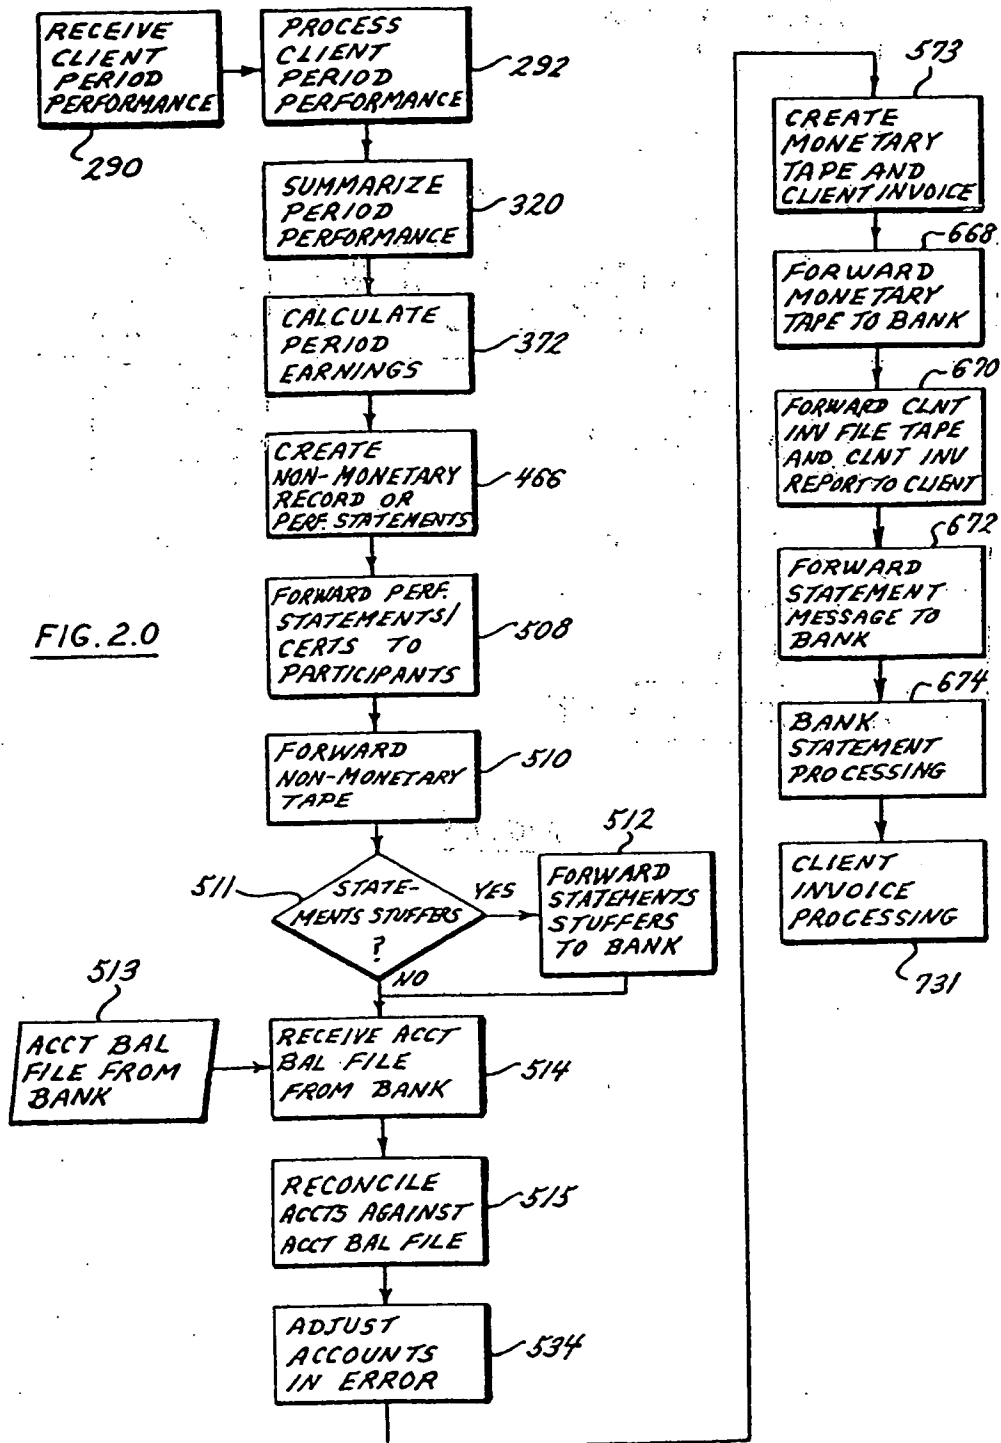 RECEIVE
CLIENT
PERIOD
PERFORMANCE
290
PROCESS
CLIENT
PERIOD
PERFORMANCE
292
SUMMARIZE
PERIOD
PERFORMANCE
320
CALCULATE
PERIOD
EARNINGS
372
CREATE
NON-MONETARY
RECORD OR
PERF. STATEMENTS
466
FORWARD PERF.
STATEMENTS/
CERTS TO
PARTICIPANTS
508
FIG. 2.0
FORWARD
NON-MONETARY
TAPE
510
511
STATE-
MENTS STUFFERS
?
YES
NO
512
FORWARD
STATEMENTS
STUFFERS
TO BANK
513
ACCT BAL
FILE FROM
BANK
RECEIVE ACCT
BAL FILE
FROM BANK
514
RECONCILE
ACCTS AGAINST
ACCT BAL FILE
515
ADJUST
ACCOUNTS
IN ERROR
534
573
CREATE
MONETARY
TAPE AND
CLIENT INVOICE
668
FORWARD
MONETARY
TAPE TO BANK
670
FORWARD CLNT
INV FILE TAPE
AND CLNT INV
REPORT TO CLIENT
672
FORWARD
STATEMENT
MESSAGE TO
BANK
674
BANK
STATEMENT
PROCESSING
CLIENT
INVOICE
PROCESSING
731